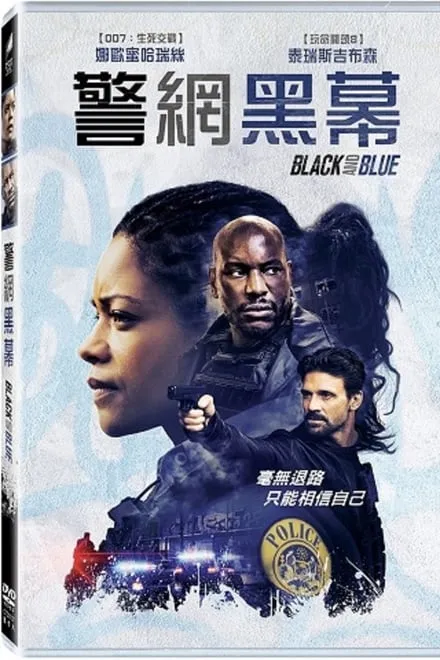 【007:生死交戰】
娜歐蜜哈瑞絲
【玩命關頭8】
泰瑞斯吉布森
警網黑幕
BLACK AND BLUE
毫無退路
只能相信自己
POLICE
警網黑幕
BLACK AND BLUE
DVD